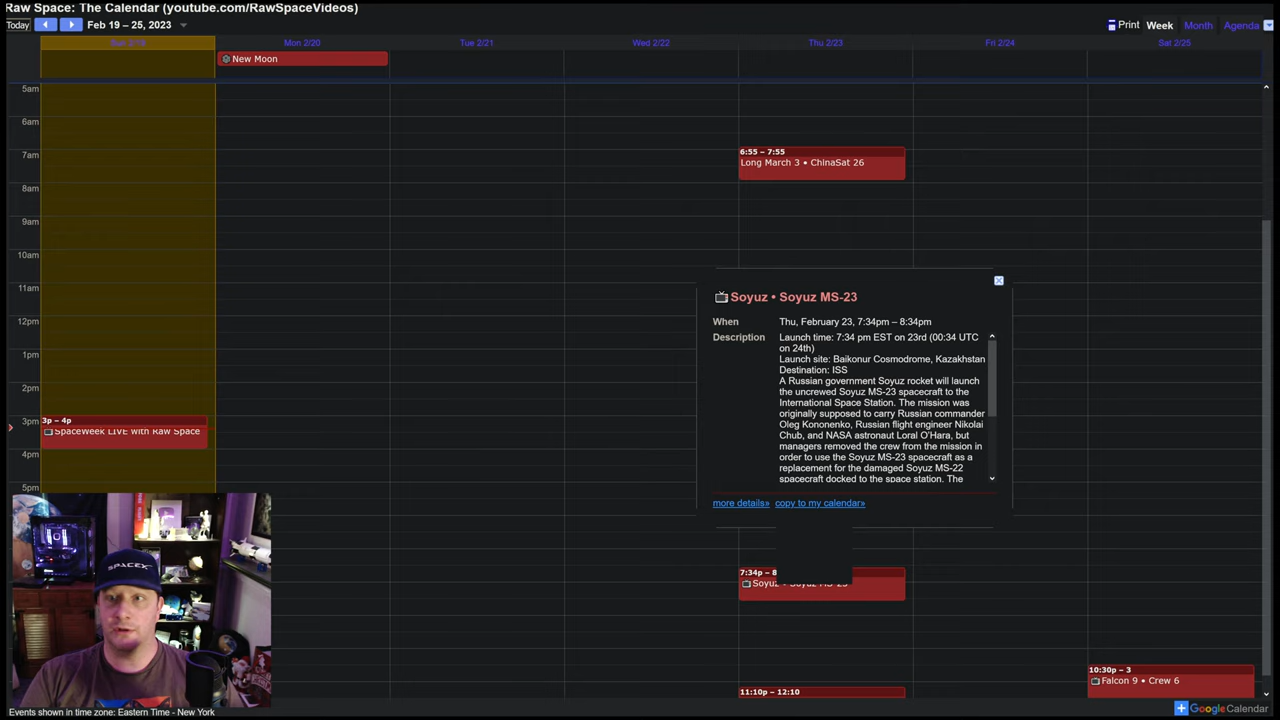 Raw Space: The Calendar (youtube.com/RawSpaceVideos)
Today Feb 19 – 25, 2023 Print Week Month Agenda
Sun 2/19 Mon 2/20 Tue 2/21 Wed 2/22 Thu 2/23 Fri 2/24 Sat 2/25
New Moon
5am
6am
7am
8am
9am
10am
11am
12pm
1pm
2pm
3pm
4pm
5pm
6:55 – 7:55
Long March 3 • ChinaSat 26
3p – 4p
SpaceWeek LIVE with Raw Space
Soyuz • Soyuz MS-23
When Thu, February 23, 7:34pm – 8:34pm
Description Launch time: 7:34 pm EST on 23rd (00:34 UTC
on 24th)
Launch site: Baikonur Cosmodrome, Kazakhstan
Destination: ISS
A Russian government Soyuz rocket will launch
the uncrewed Soyuz MS-23 spacecraft to the
International Space Station. The mission was
originally supposed to carry Russian commander
Oleg Kononenko, Russian flight engineer Nikolai
Chub, and NASA astronaut Loral O'Hara, but
managers removed the crew from the mission in
order to use the Soyuz MS-23 spacecraft as a
replacement for the damaged Soyuz MS-22
spacecraft docked to the space station. The
more details» copy to my calendar»
7:34p – 8
Soyuz • Soyuz MS-23
11:10p – 12:10
10:30p – 3
Falcon 9 • Crew 6
SPACEX
Events shown in time zone: Eastern Time - New York
Google Calendar